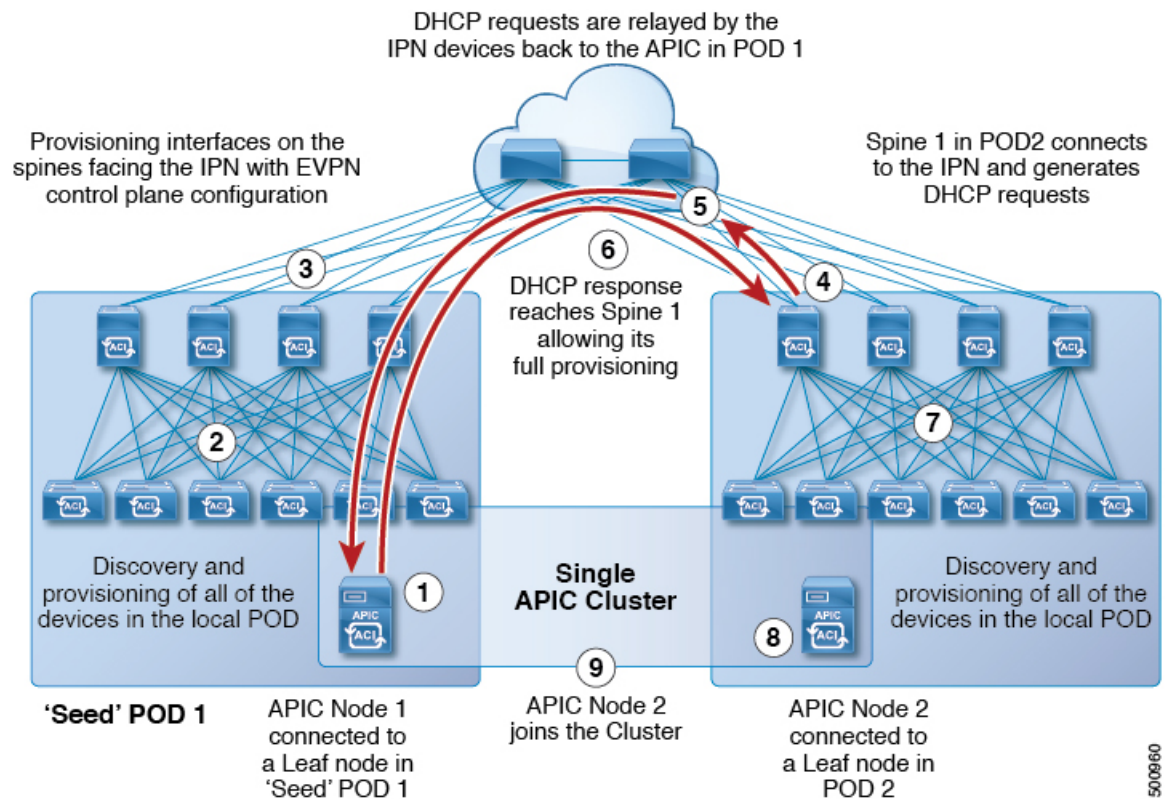 DHCP requests are relayed by the
IPN devices back to the APIC in POD 1
Provisioning interfaces on the
spines facing the IPN with EVPN
control plane configuration
Spine 1 in POD2 connects
to the IPN and generates
DHCP requests
5
3
6
4
DHCP response
reaches Spine 1
allowing its
full provisioning
ACI
ACI
ACI
ACI
ACI
ACI
ACI
ACI
2
7
ACI
ACI
ACI
ACI
ACI
ACI
ACI
ACI
ACI
ACI
ACI
ACI
Discovery and
provisioning of all of the
devices in the local POD
1
APIC
ACI
Single
APIC Cluster
8
APIC
ACI
Discovery and
provisioning of all of the
devices in the local POD
9
'Seed' POD 1
APIC Node 1
connected to
a Leaf node in
'Seed' POD 1
APIC Node 2
joins the Cluster
APIC Node 2
connected to
a Leaf node in
POD 2
500960